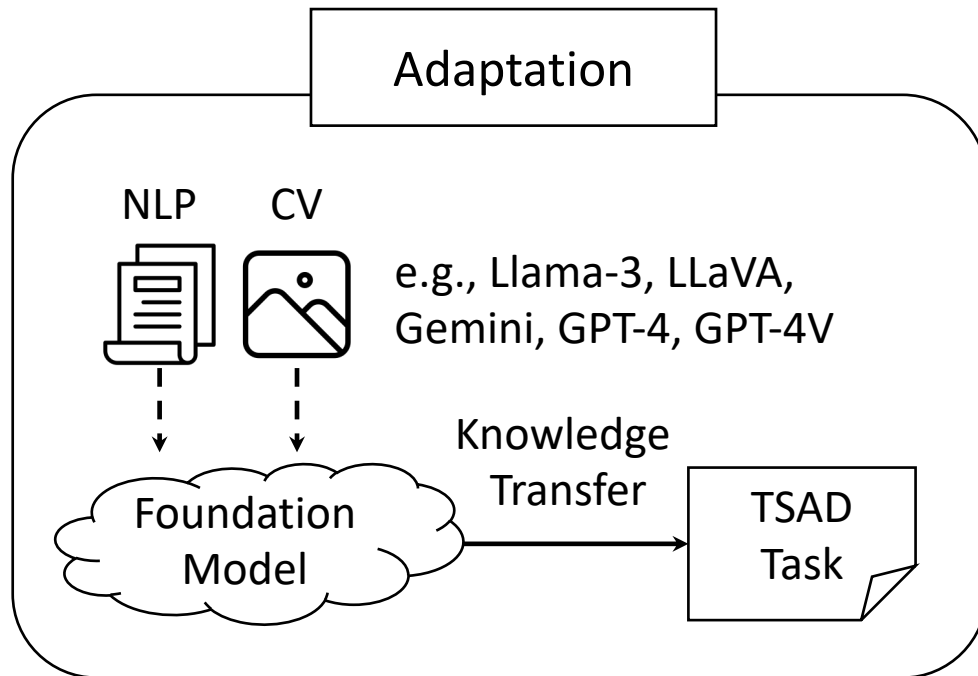 Adaptation
NLP
CV
e.g., Llama-3, LLaVA,
Gemini, GPT-4, GPT-4V
Knowledge
Transfer
Foundation
Model
TSAD
Task